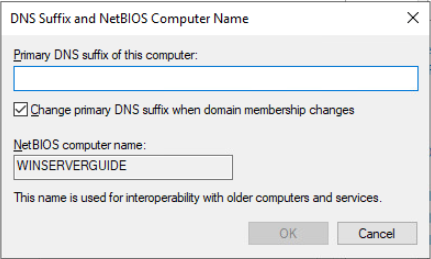 DNS Suffix and NetBIOS Computer Name
Primary DNS suffix of this computer:
Change primary DNS suffix when domain membership changes
NetBIOS computer name:
WINSERVERGUIDE
This name is used for interoperability with older computers and services.
OK Cancel